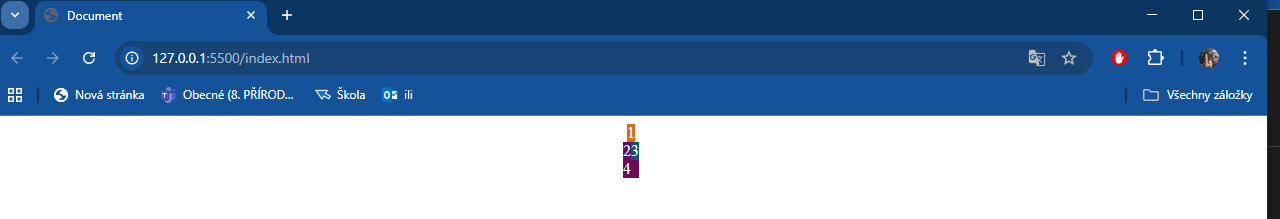 Document
127.0.0.1:5500/index.html
Nová stránka Obecné (8. PŘÍROD... Škola ili Všechny záložky
1
23
4